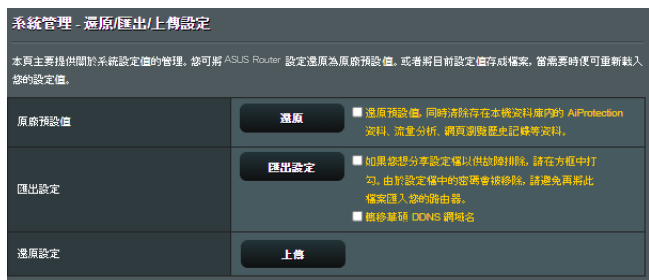 系統管理 - 還原/匯出/上傳設定
本頁主要提供關於系統設定值的管理。您可將 ASUS Router 設定還原為原廠預設值。或者將目前設定值存成檔案，當需要時便可重新載入
您的設定值。
原廠預設值
還原
還原預設值，同時清除存在本機資料庫內的 AiProtection
資料、流量分析、網頁瀏覽歷史記錄等資料。
匯出設定
匯出設定
如果您想分享設定檔以供故障排除，請在方框中打
勾。由於設定檔中的密碼會被移除，請避免再將此
檔案匯入您的路由器。
轉移華碩 DDNS 網域名
還原設定
上傳